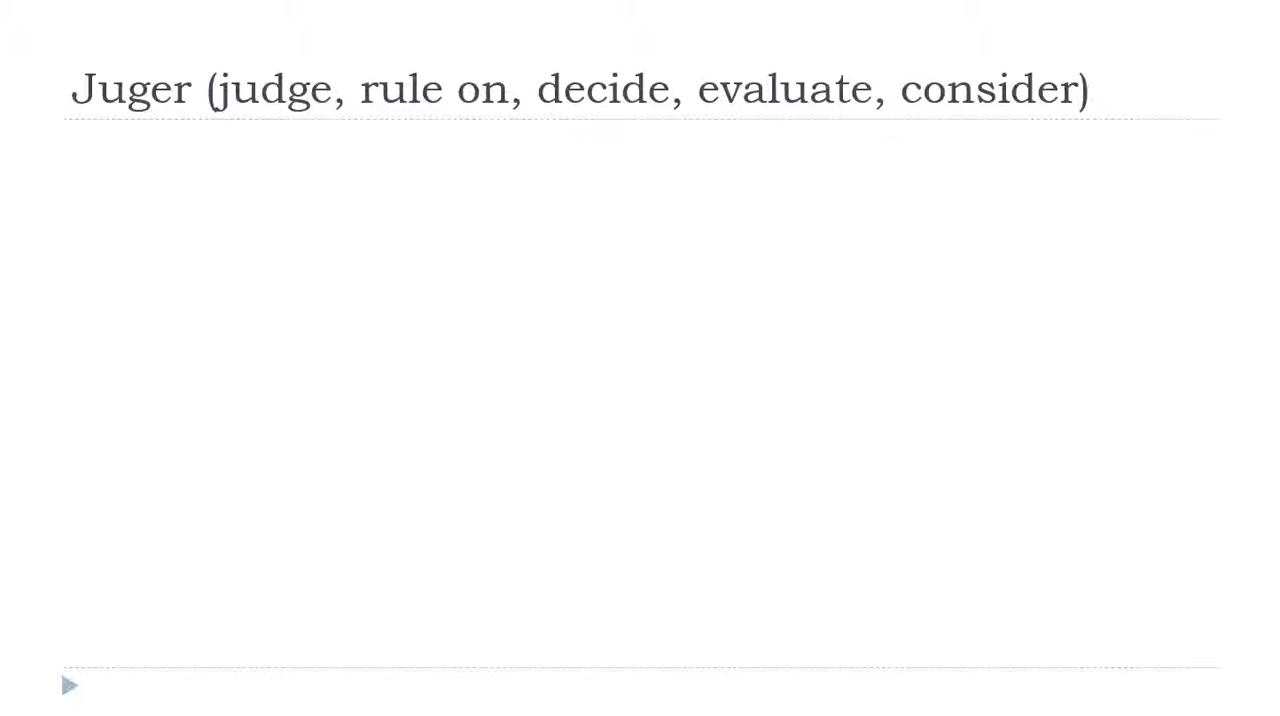 Juger (judge, rule on, decide, evaluate, consider)